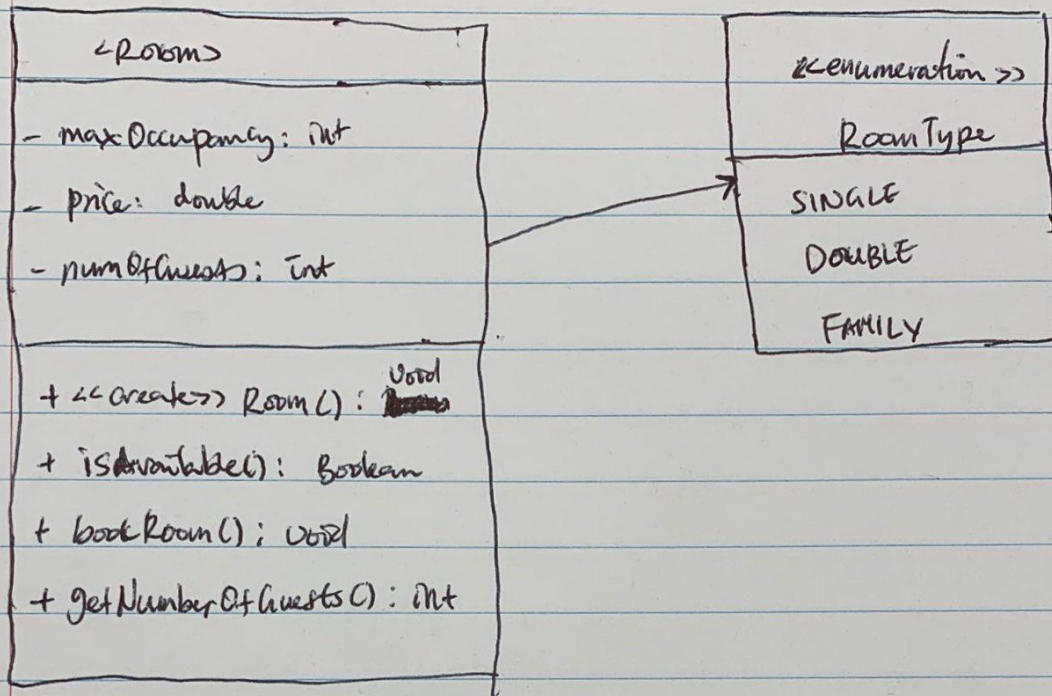 <Room>
- maxOccupancy: int
- price: double
- numOfGuests: int
+ <<create>> Room(): void
+ isAvailable(): Boolean
+ bookRoom(): void
+ getNumberOfGuests(): int
<<enumeration>>
RoomType
SINGLE
DOUBLE
FAMILY